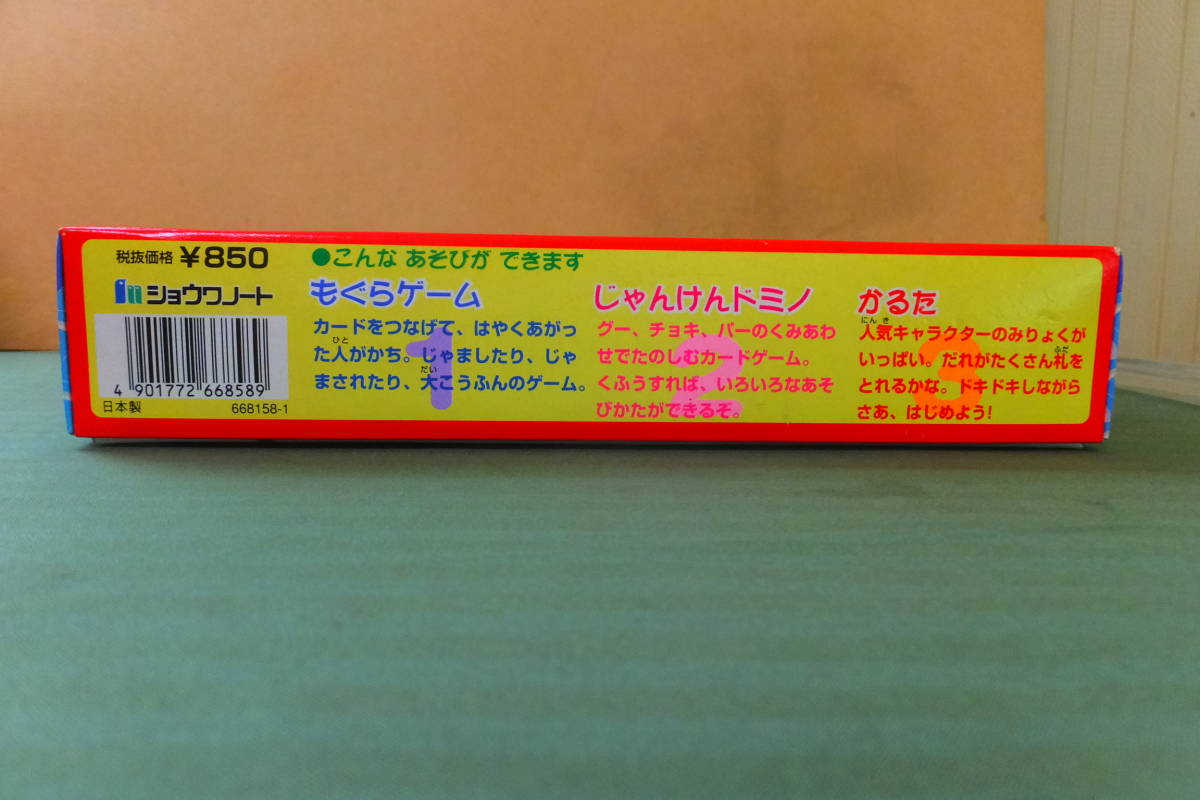 税抜価格 ¥850
ショウワノート
4 901772 668589
日本製 668158-1
●こんな あそびが できます
もぐらゲーム
1
カードをつなげて、はやくあがっ
た人がかち。じゃましたり、じゃ
ひと
まされたり、大こうふんのゲーム。
だい
じゃんけんドミノ
2
グー、チョキ、パーのくみあわ
せでたのしむカードゲーム。
くふうすれば、いろいろなあそ
びかたができるぞ。
かるた
3
にんき
人気キャラクターのみりょくが
いっぱい。だれがたくさん札を
ふだ
とれるかな。ドキドキしながら
さあ、はじめよう!